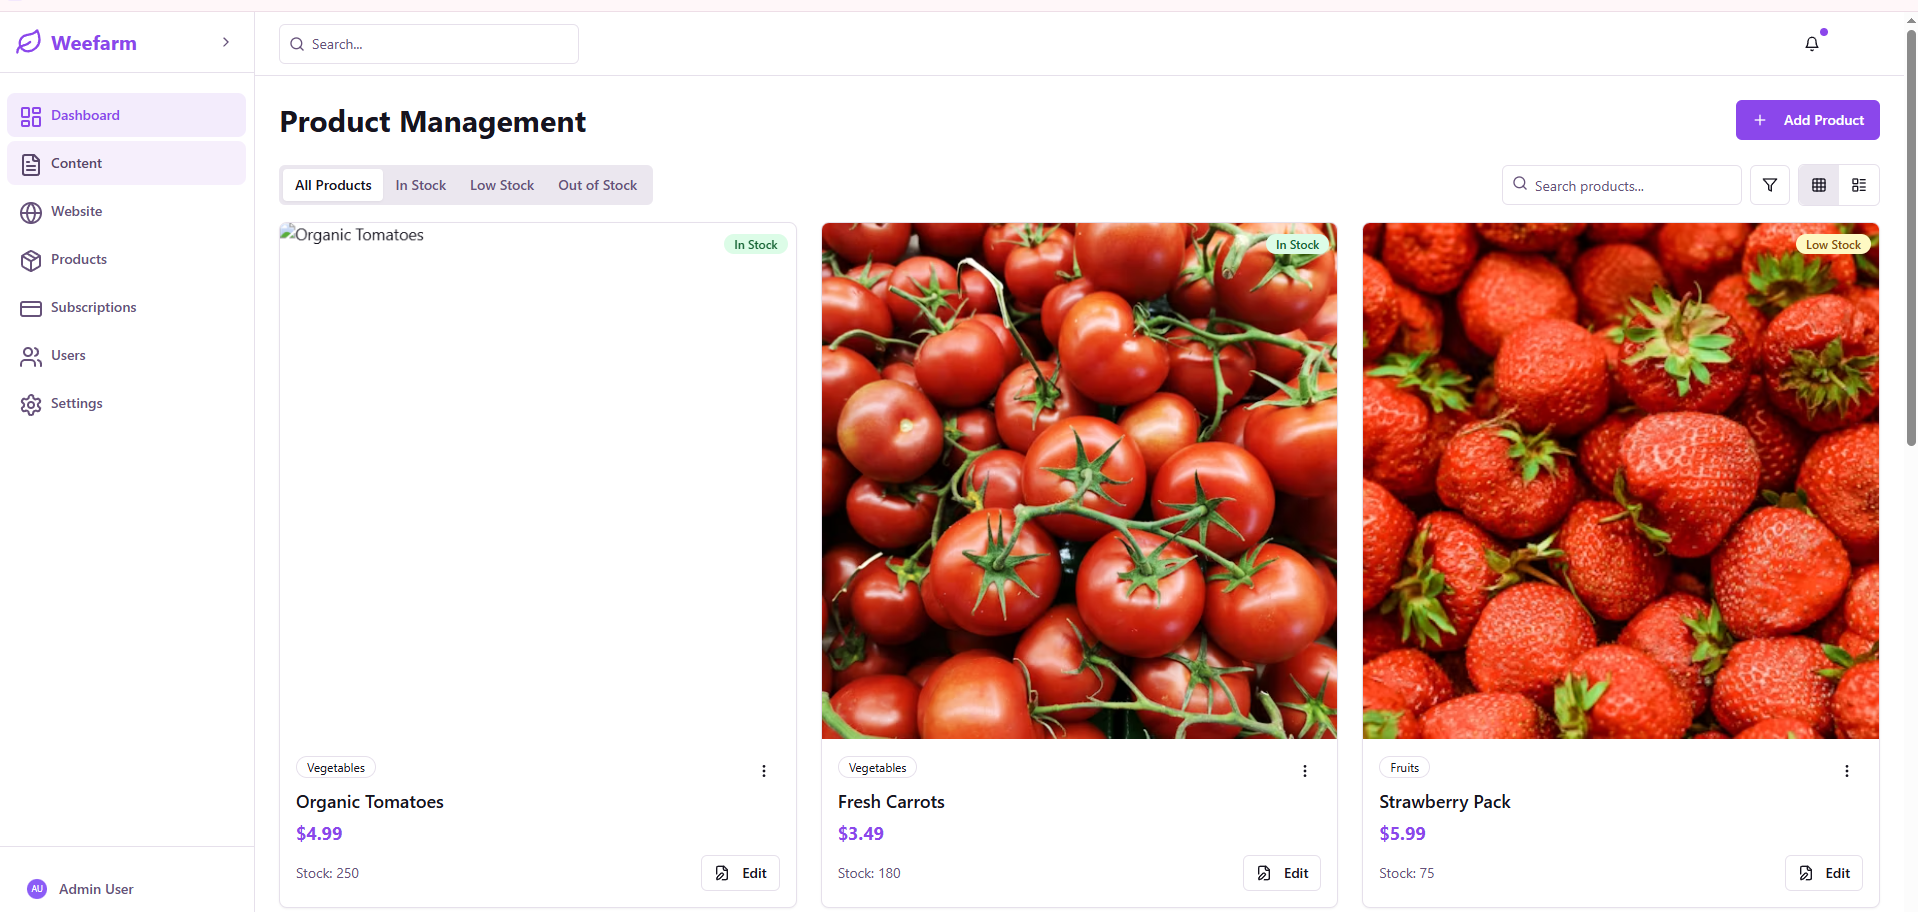 Weefarm
Search...
Dashboard
Content
Website
Products
Subscriptions
Users
Settings
AU Admin User
Product Management
Add Product
All Products In Stock Low Stock Out of Stock
Search products...
Organic Tomatoes
In Stock
Vegetables
Organic Tomatoes
$4.99
Stock: 250 Edit
In Stock
Vegetables
Fresh Carrots
$3.49
Stock: 180 Edit
Low Stock
Fruits
Strawberry Pack
$5.99
Stock: 75 Edit